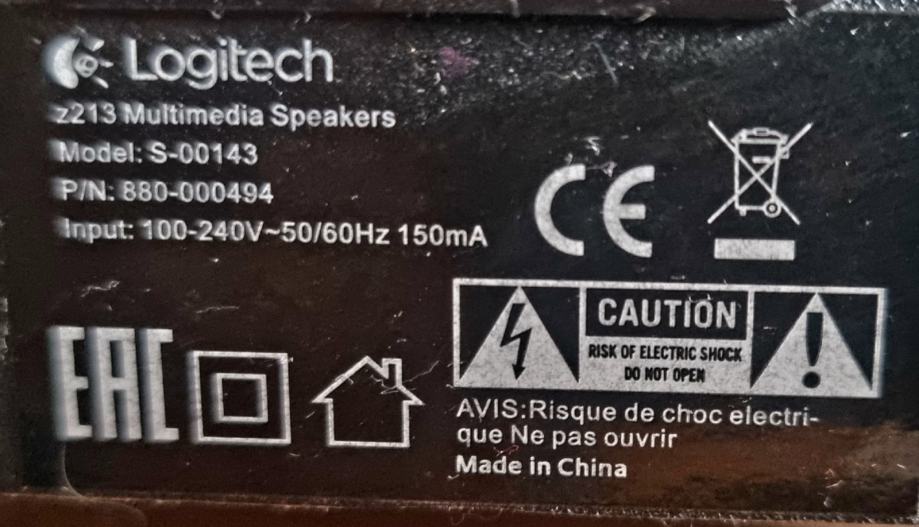 Logitech
z213 Multimedia Speakers
Model: S-00143
P/N: 880-000494
Input: 100-240V~50/60Hz 150mA
CE
EAC
CAUTION
RISK OF ELECTRIC SHOCK
DO NOT OPEN
AVIS:Risque de choc electri-
que Ne pas ouvrir
Made in China